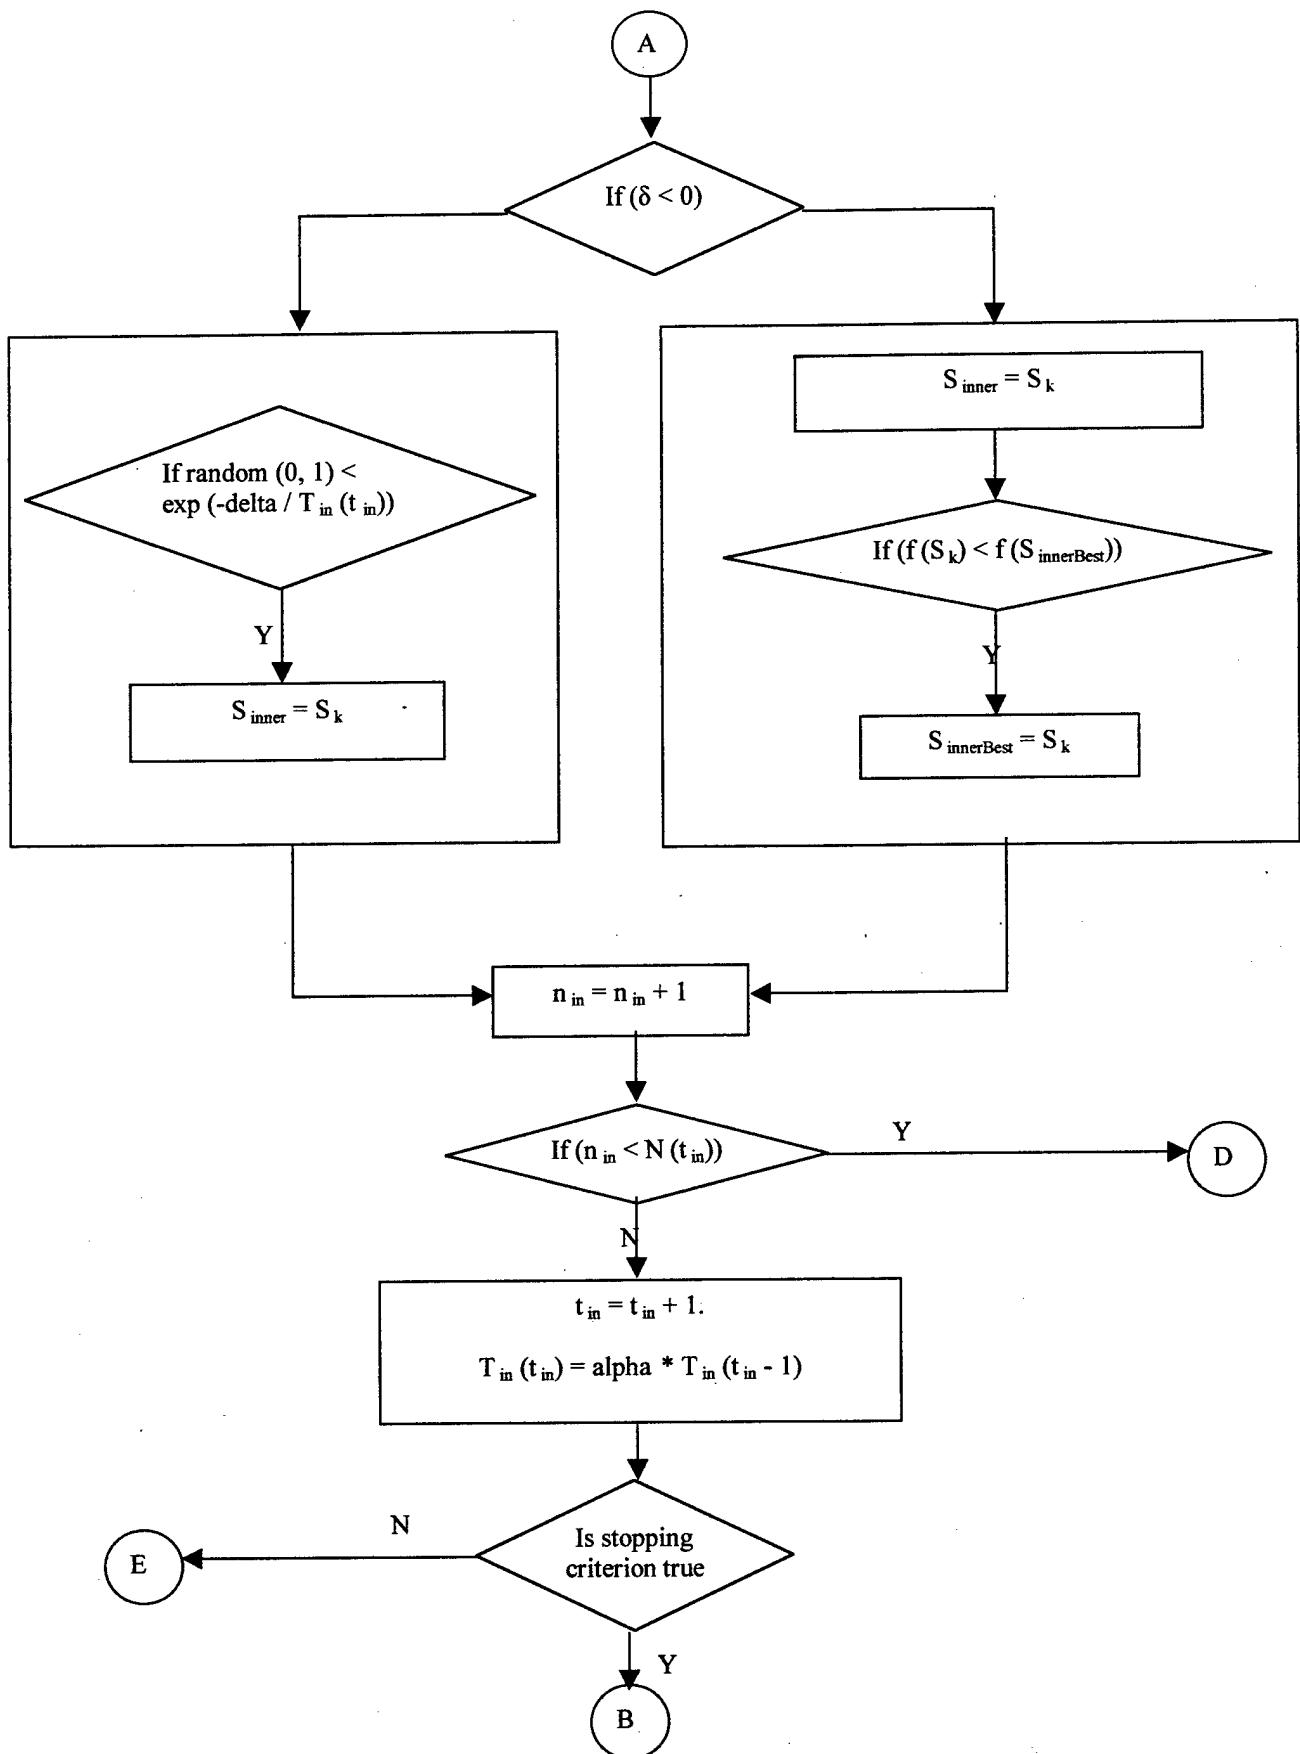 A
If (δ < 0)
If random (0, 1) <
exp (-delta / T in (t in))
Y
S inner = S k
S inner = S k
If (f (S k) < f (S innerBest))
Y
S innerBest = S k
n in = n in + 1
If (n in < N (t in))
Y
D
N
t in = t in + 1.
T in (t in) = alpha * T in (t in - 1)
Is stopping
criterion true
N
E
Y
B